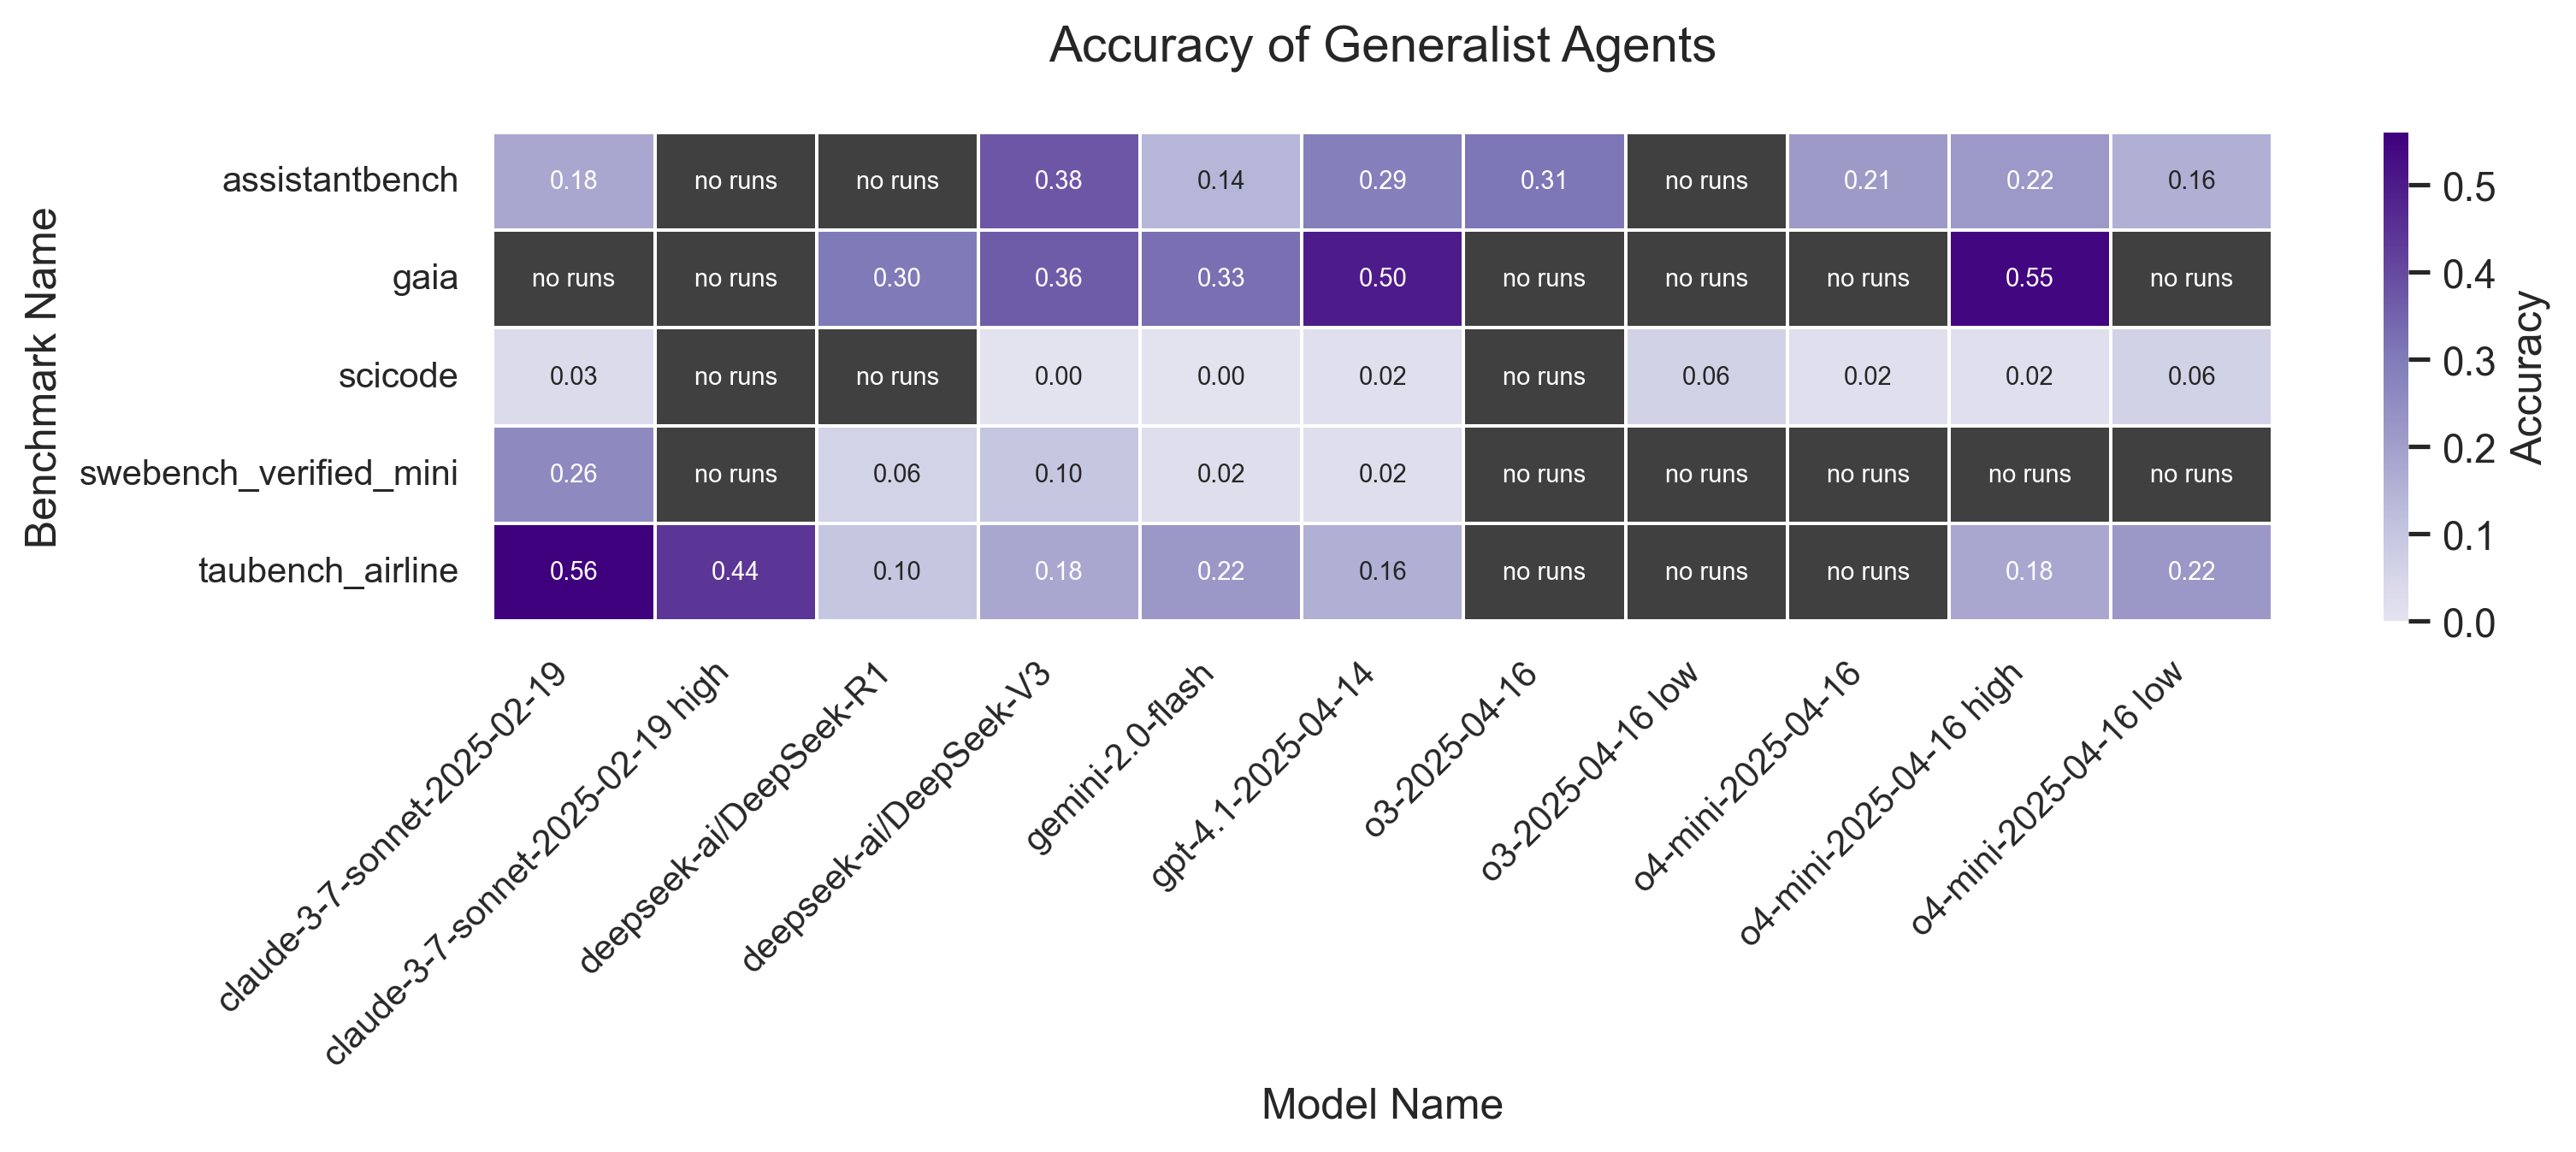 Accuracy of Generalist Agents
Benchmark Name
assistantbench 0.18 no runs no runs 0.38 0.14 0.29 0.31 no runs 0.21 0.22 0.16
gaia no runs no runs 0.30 0.36 0.33 0.50 no runs no runs no runs 0.55 no runs
scicode 0.03 no runs no runs 0.00 0.00 0.02 no runs 0.06 0.02 0.02 0.06
swebench_verified_mini 0.26 no runs 0.06 0.10 0.02 0.02 no runs no runs no runs no runs no runs
taubench_airline 0.56 0.44 0.10 0.18 0.22 0.16 no runs no runs no runs 0.18 0.22
claude-3-7-sonnet-2025-02-19
claude-3-7-sonnet-2025-02-19 high
deepseek-ai/DeepSeek-R1
deepseek-ai/DeepSeek-V3
gemini-2.0-flash
gpt-4.1-2025-04-14
o3-2025-04-16
o3-2025-04-16 low
o4-mini-2025-04-16
o4-mini-2025-04-16 high
o4-mini-2025-04-16 low
Model Name
0.5
0.4
0.3
0.2
0.1
0.0
Accuracy